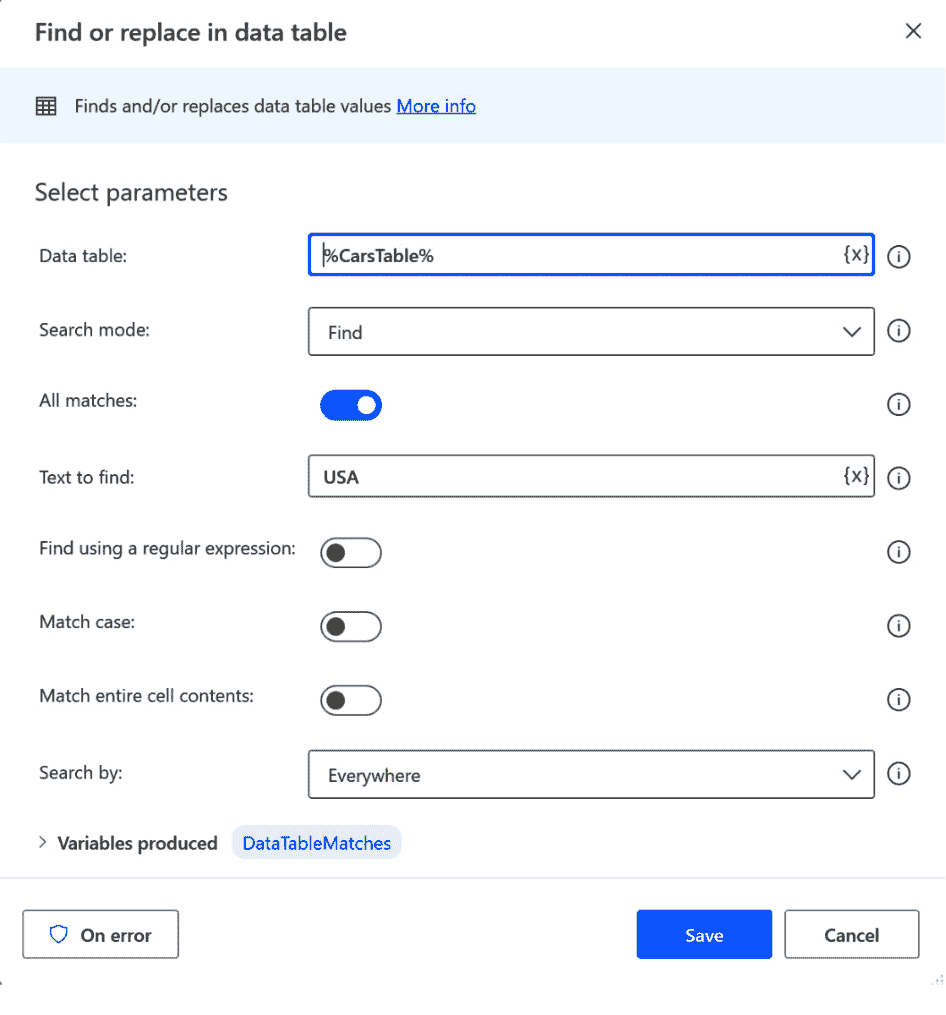 Find or replace in data table
Finds and/or replaces data table values More info
Select parameters
Data table: %CarsTable% {x}
Search mode: Find
All matches:
Text to find: USA {x}
Find using a regular expression:
Match case:
Match entire cell contents:
Search by: Everywhere
Variables produced DataTableMatches
On error Save Cancel